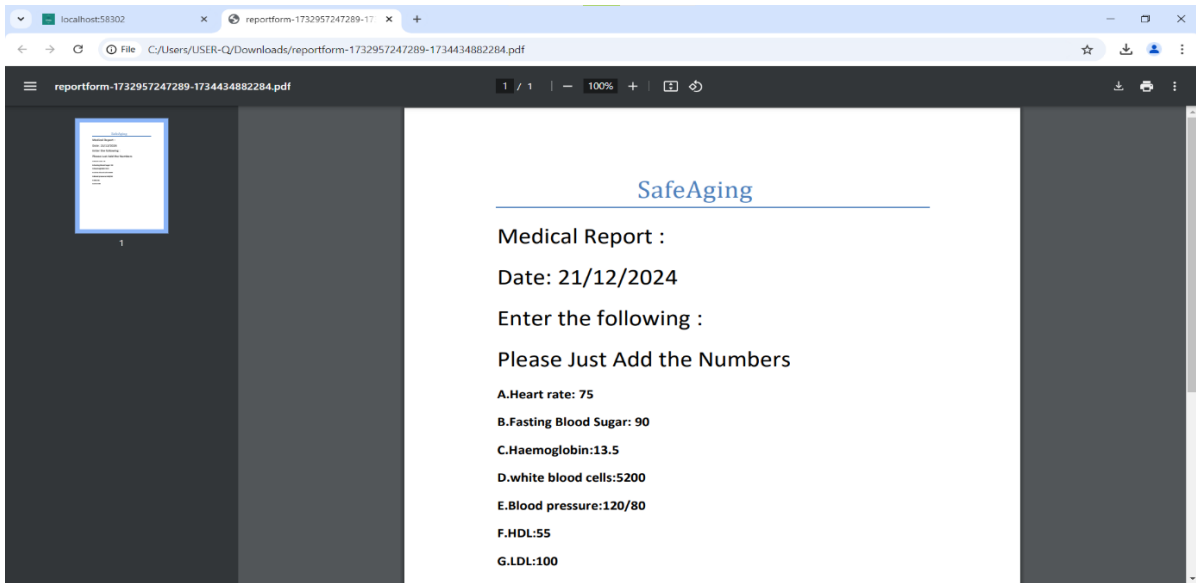 localhost:58302
reportform-1732957247289-17
File C:/Users/USER-Q/Downloads/reportform-1732957247289-1734434882284.pdf
reportform-1732957247289-1734434882284.pdf
1 / 1
100%
SafeAging
Medical Report :
Date: 21/12/2024
Enter the following :
Please Just Add the Numbers
A.Heart rate: 75
B.Fasting Blood Sugar: 90
C.Haemoglobin:13.5
D.white blood cells:5200
E.Blood pressure:120/80
F.HDL:55
G.LDL:100
1